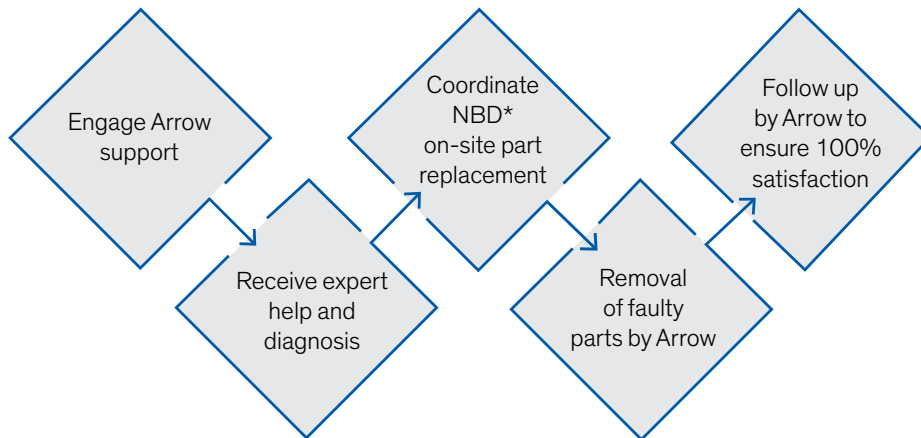 Engage Arrow
support
Receive expert
help and
diagnosis
Coordinate
NBD*
on-site part
replacement
Removal
of faulty
parts by Arrow
Follow up
by Arrow to
ensure 100%
satisfaction